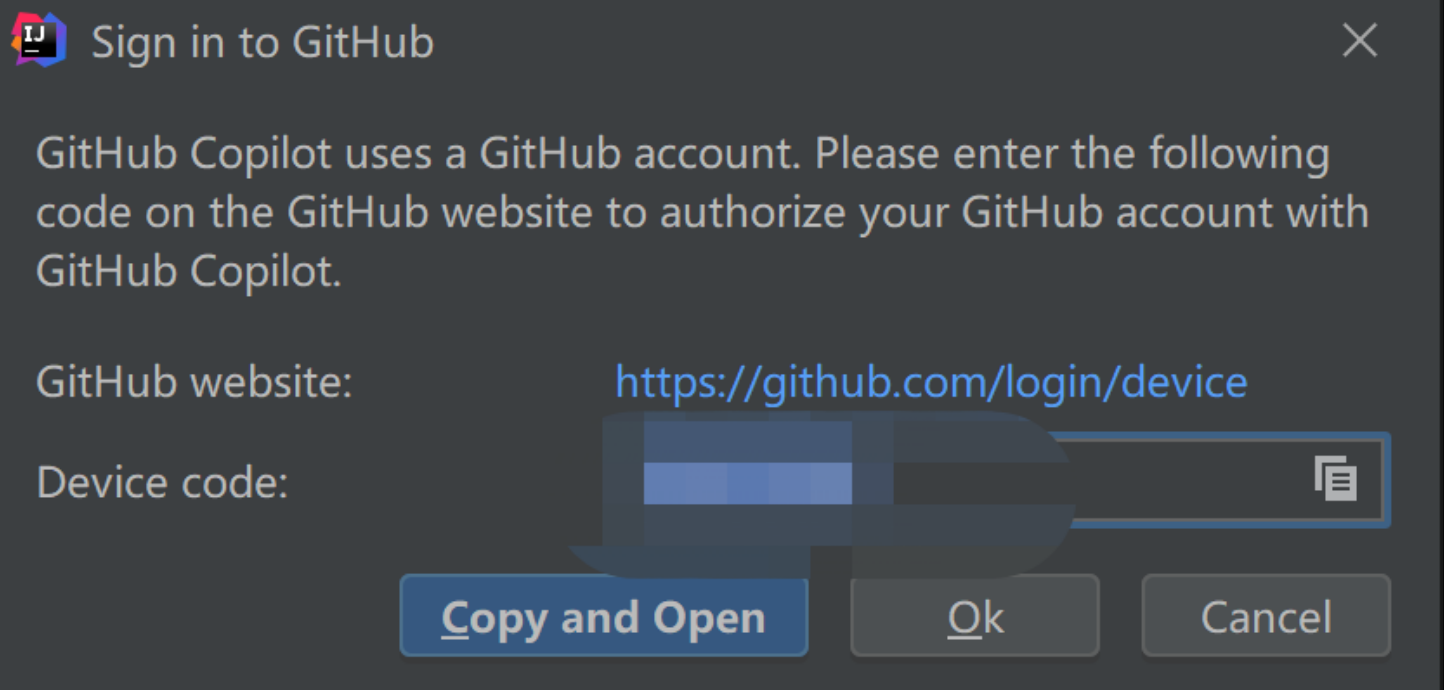 IJ
Sign in to GitHub
GitHub Copilot uses a GitHub account. Please enter the following
code on the GitHub website to authorize your GitHub account with
GitHub Copilot.
GitHub website: https://github.com/login/device
Device code:
Copy and Open Ok Cancel